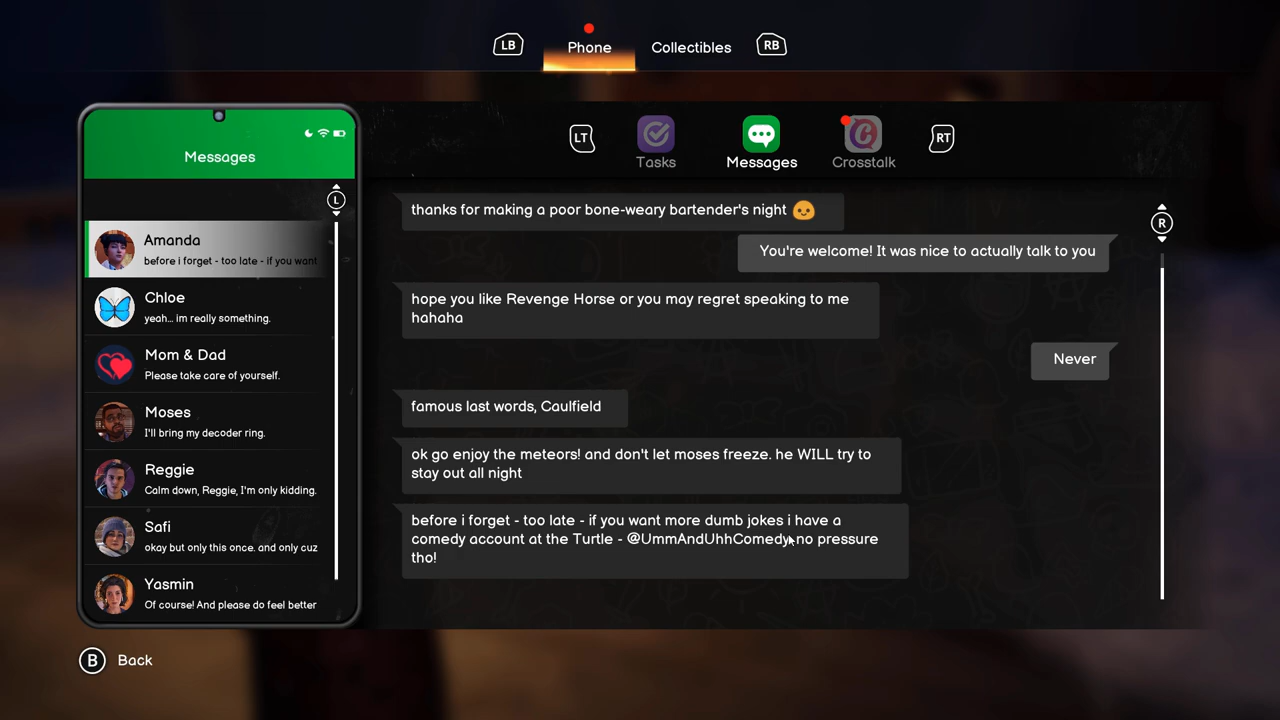 LB
Phone
Collectibles
RB
Messages
L
Amanda
before i forget - too late - if you want
Chloe
yeah... im really something.
Mom & Dad
Please take care of yourself.
Moses
I'll bring my decoder ring.
Reggie
Calm down, Reggie, I'm only kidding.
Safi
okay but only this once. and only cuz
Yasmin
Of course! And please do feel better
LT
Tasks
Messages
Crosstalk
RT
R
thanks for making a poor bone-weary bartender's night
You're welcome! It was nice to actually talk to you
hope you like Revenge Horse or you may regret speaking to me
hahaha
Never
famous last words, Caulfield
ok go enjoy the meteors! and don't let moses freeze. he WILL try to
stay out all night
before i forget - too late - if you want more dumb jokes i have a
comedy account at the Turtle - @UmmAndUhhComedy no pressure
tho!
B
Back